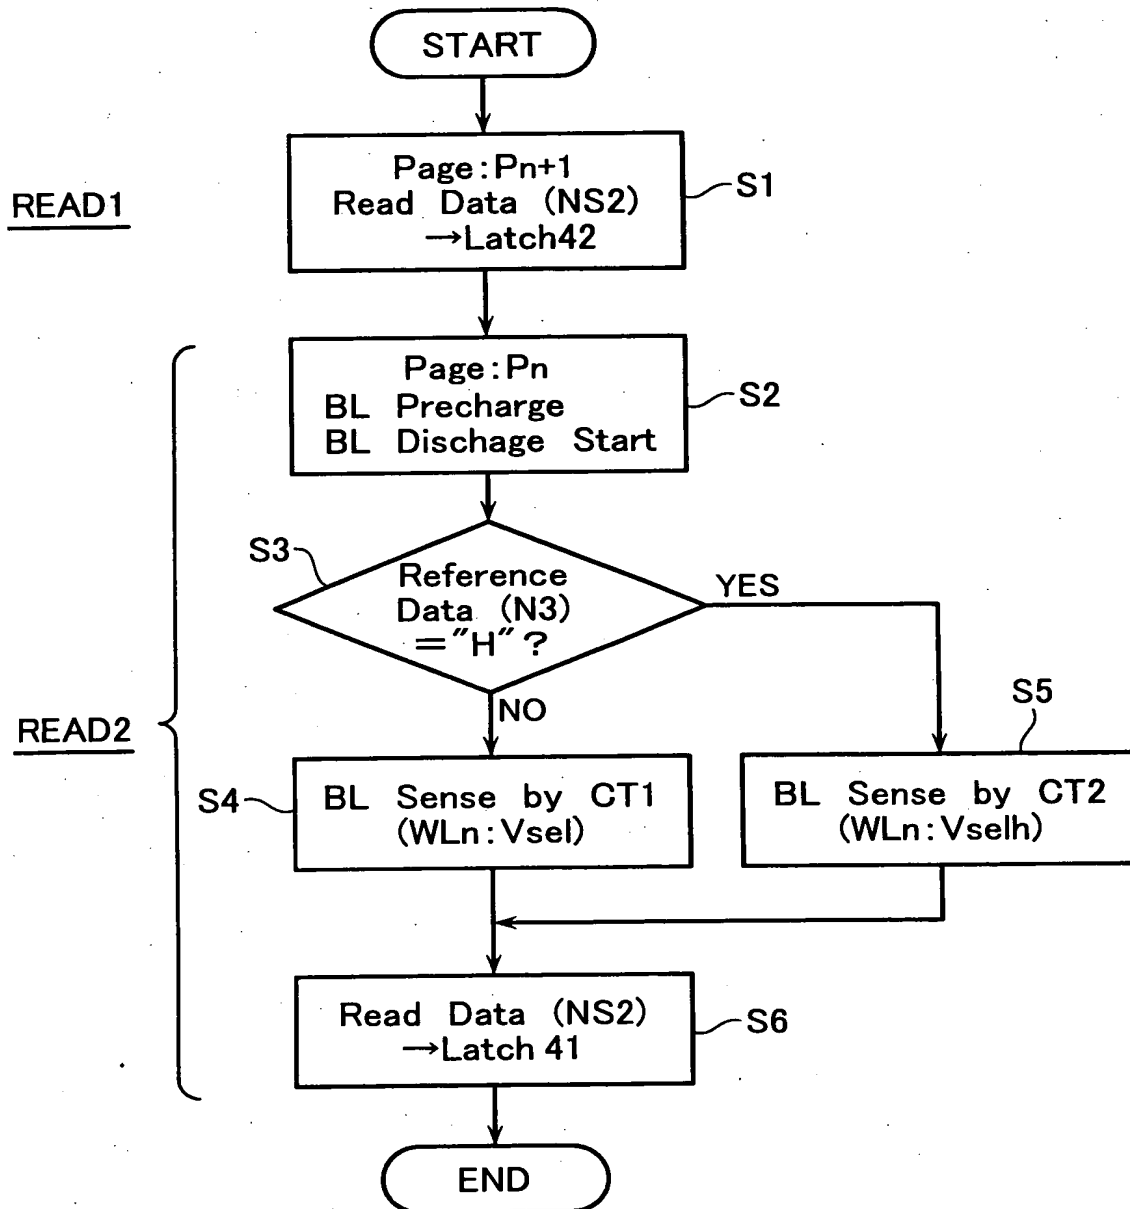 START
READ1
Page:Pn+1
Read Data (NS2)
→Latch42
S1
Page:Pn
BL Precharge
BL Dischage Start
S2
S3
Reference
Data (N3)
="H"?
YES
NO
READ2
S4
BL Sense by CT1
(WLn:Vsel)
S5
BL Sense by CT2
(WLn:Vselh)
Read Data (NS2)
→Latch 41
S6
END